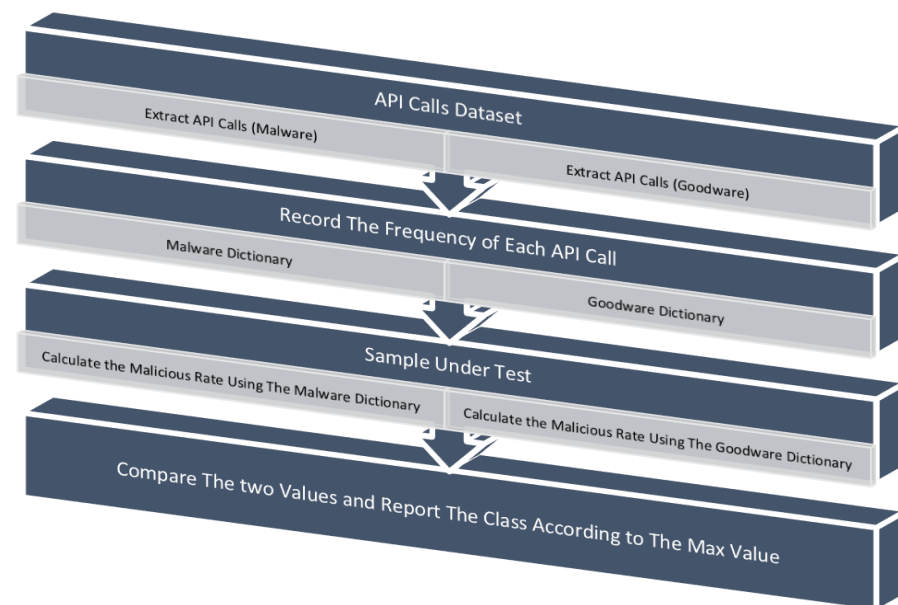 API Calls Dataset
Extract API Calls (Malware)
Extract API Calls (Goodware)
Record The Frequency of Each API Call
Malware Dictionary
Goodware Dictionary
Sample Under Test
Calculate the Malicious Rate Using The Malware Dictionary
Calculate the Malicious Rate Using The Goodware Dictionary
Compare The two Values and Report The Class According to The Max Value